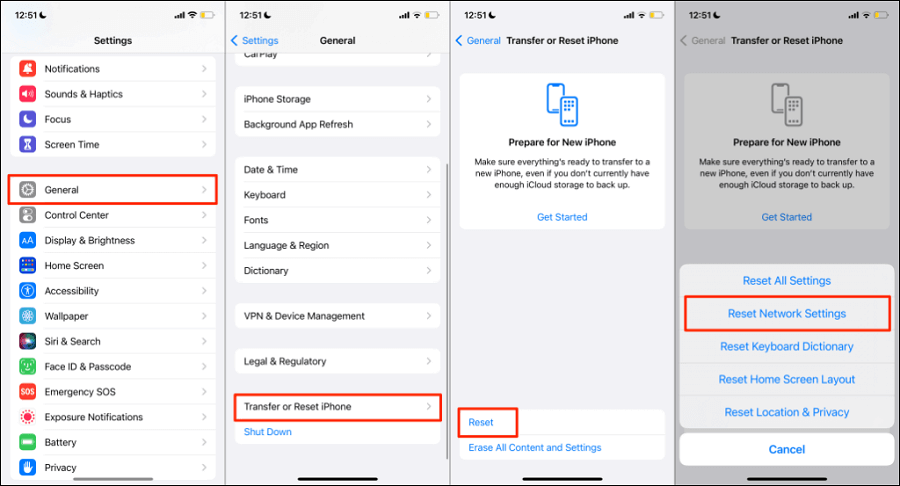 12:51
Settings
Notifications
Sounds & Haptics
Focus
Screen Time
General
Control Center
AA Display & Brightness
Home Screen
Accessibility
Wallpaper
Siri & Search
Face ID & Passcode
SOS Emergency SOS
Exposure Notifications
Battery
Privacy
12:51
Settings
General
CarPlay
iPhone Storage
Background App Refresh
Date & Time
Keyboard
Fonts
Language & Region
Dictionary
VPN & Device Management
Legal & Regulatory
Transfer or Reset iPhone
Shut Down
12:51
General
Transfer or Reset iPhone
Prepare for New iPhone
Make sure everything's ready to transfer to a
new iPhone, even if you don't currently have
enough iCloud storage to back up.
Get Started
Reset
Erase All Content and Settings
12:51
General
Transfer or Reset iPhone
Prepare for New iPhone
Make sure everything's ready to transfer to a
new iPhone, even if you don't currently have
enough iCloud storage to back up.
Get Started
Reset All Settings
Reset Network Settings
Reset Keyboard Dictionary
Reset Home Screen Layout
Reset Location & Privacy
Cancel